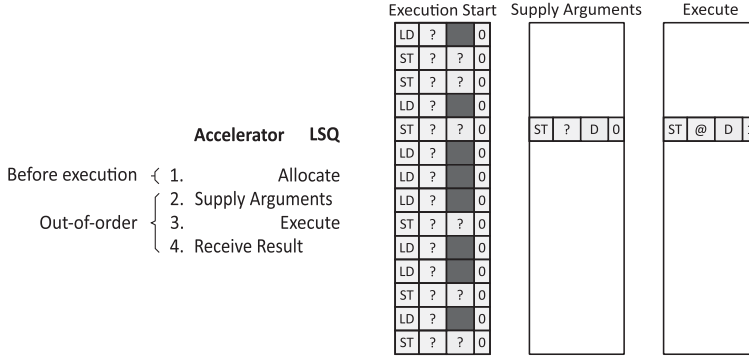 Execution Start Supply Arguments Execute
LD ? 0
ST ? ? 0
ST ? ? 0
LD ? 0
ST ? ? 0 ST ? D 0 ST @ D
LD ? 0
LD ? 0
LD ? 0
ST ? ? 0
LD ? 0
LD ? 0
ST ? ? 0
LD ? 0
ST ? ? 0
Accelerator LSQ
Before execution 1. Allocate
2. Supply Arguments
Out-of-order 3. Execute
4. Receive Result